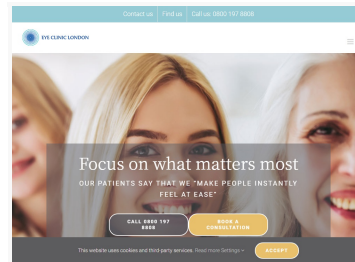 Contact us Find us Call us: 0800 197 8808
EYE CLINIC LONDON
Focus on what matters most
OUR PATIENTS SAY THAT WE "MAKE PEOPLE INSTANTLY
FEEL AT EASE"
CALL 0800 197
8808
BOOK A
CONSULTATION
This website uses cookies and third-party services. Read more Settings
ACCEPT